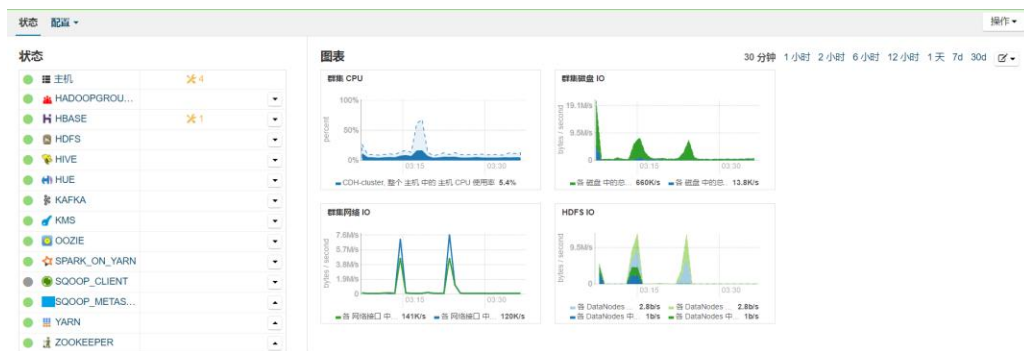 状态 配置
操作
状态
主机 4
HADOOPGROU...
HBASE 1
HDFS
HIVE
HUE
KAFKA
KMS
OOZIE
SPARK_ON_YARN
SQOOP_CLIENT
SQOOP_METAS...
YARN
ZOOKEEPER
图表
30 分钟 1 小时 2 小时 6 小时 12 小时 1 天 7d 30d
群集 CPU
percent
100%
50%
0%
03:15 03:30
CDH-cluster, 整个 主机 中的 主机 CPU 使用率 5.4%
群集磁盘 IO
bytes / second
19.1M/s
9.5M/s
0
03:15 03:30
各 磁盘 中的总... 660K/s 各 磁盘 中的总... 13.8K/s
群集网络 IO
bytes / second
7.6M/s
5.7M/s
3.8M/s
1.9M/s
0
03:15 03:30
各 网络接口 中... 141K/s 各 网络接口 中... 120K/s
HDFS IO
bytes / second
9.5M/s
0
03:15 03:30
各 DataNodes ... 2.8b/s 各 DataNodes ... 2.8b/s
各 DataNodes 中... 1b/s 各 DataNodes 中... 1b/s